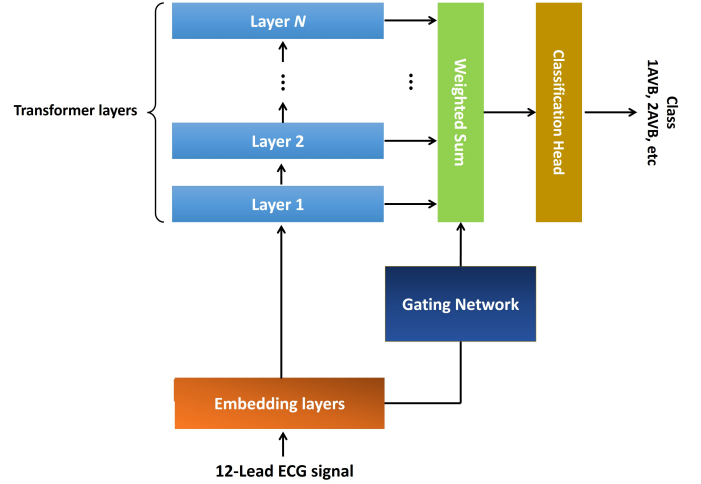 Layer N
Transformer layers
Layer 2
Layer 1
Weighted Sum
Classification Head
Class
1AVB, 2AVB, etc
Gating Network
Embedding layers
12-Lead ECG signal